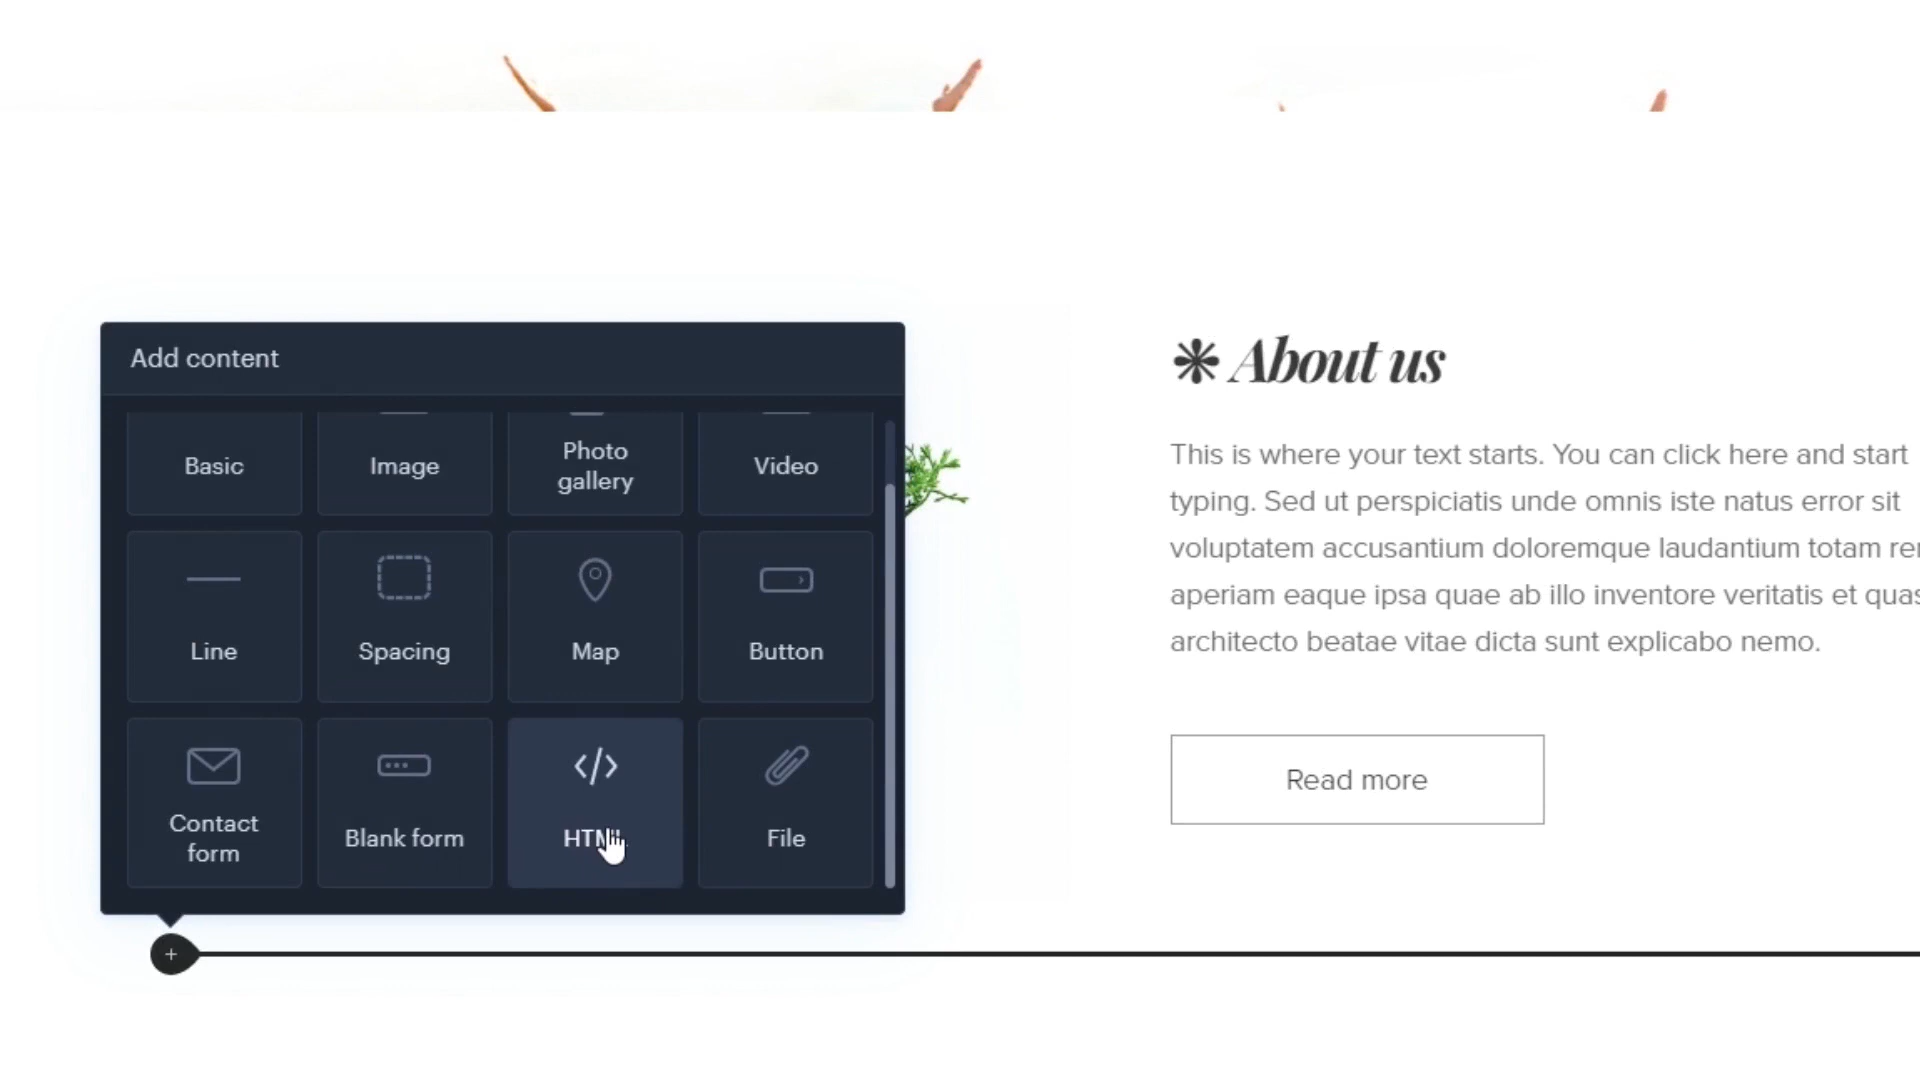 Add content
Basic
Image
Photo
gallery
Video
Line
Spacing
Map
Button
Contact
form
Blank form
HTML
File
About us
This is where your text starts. You can click here and start
typing. Sed ut perspiciatis unde omnis iste natus error sit
voluptatem accusantium doloremque laudantium totam
aperiam eaque ipsa quae ab illo inventore veritatis et
architecto beatae vitae dicta sunt explicabo nemo.
Read more